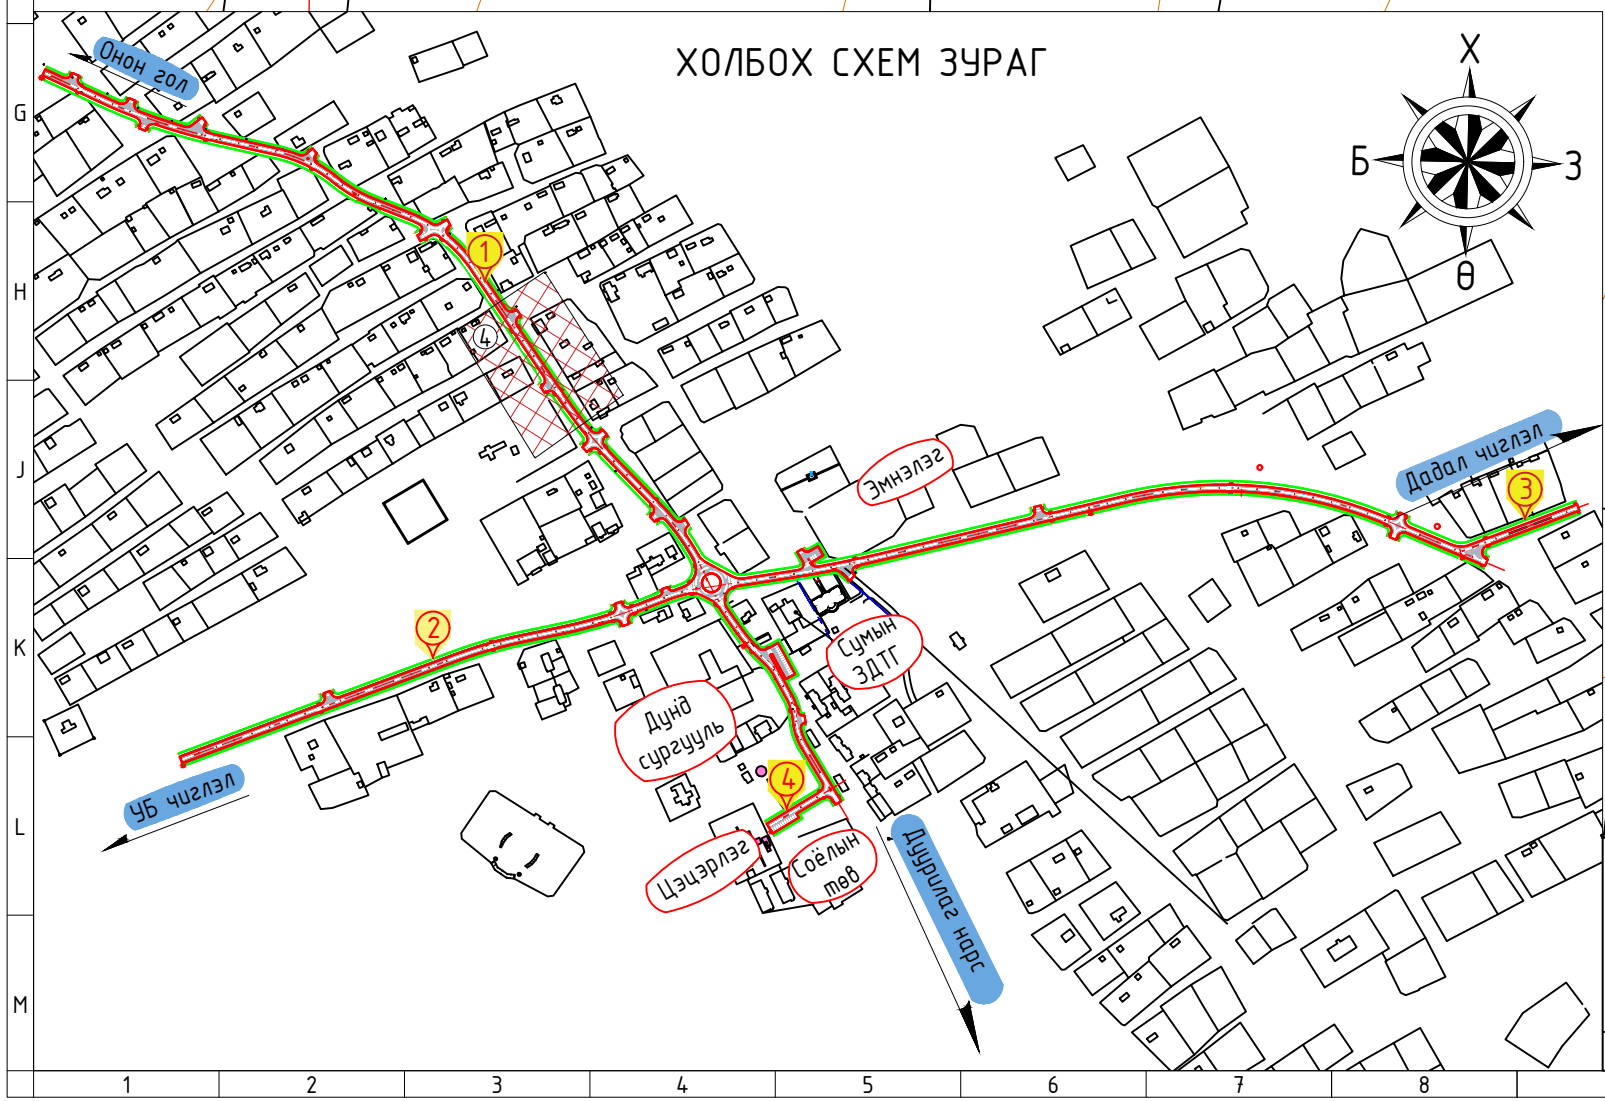 ХОЛБОХ СХЕМ ЗУРАГ
Х
Б
З
Ө
Онон гол
G
H
J
K
L
M
1
4
Эмнэлэг
Дадал чиглэл
3
2
Сумын
ЗДТГ
Дунд
сургууль
УБ чиглэл
4
Цэцэрлэг
Соёлын
төв
Дуурилаг нарс
1
2
3
4
5
6
7
8